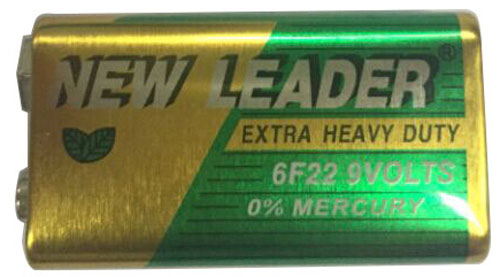 NEW LEADER®
EXTRA HEAVY DUTY
6F22 9VOLTS
0% MERCURY